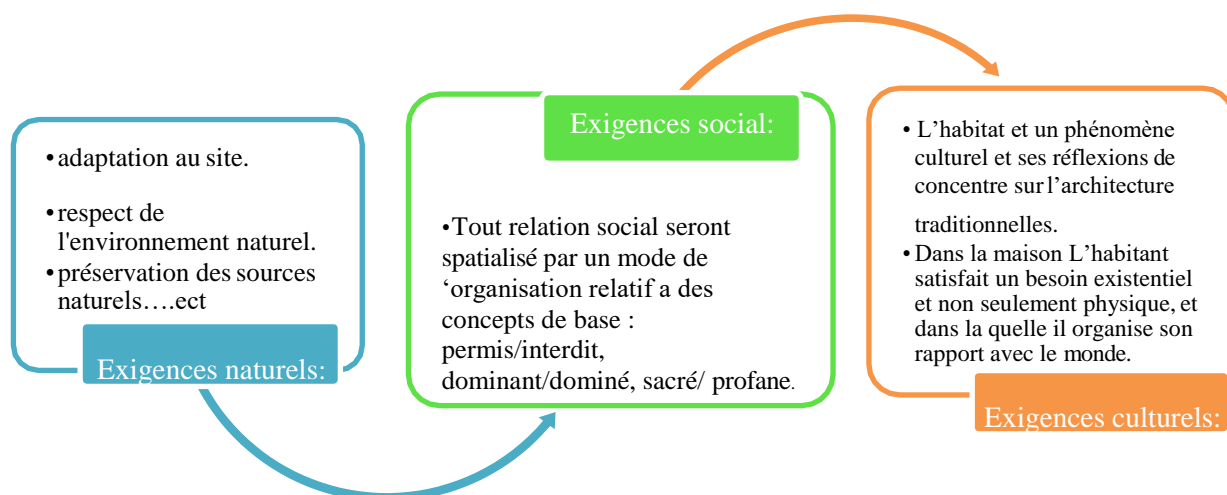 • adaptation au site.
• respect de
l'environnement naturel.
• préservation des sources
naturels….ect
Exigences naturels:
Exigences social:
•Tout relation social seront
spatialisé par un mode de
‘organisation relatif a des
concepts de base :
permis/interdit,
dominant/dominé, sacré/ profane.
• L’habitat et un phénomène
culturel et ses réflexions de
concentre sur l’architecture
traditionnelles.
• Dans la maison L’habitant
satisfait un besoin existentiel
et non seulement physique, et
dans la quelle il organise son
rapport avec le monde.
Exigences culturels: